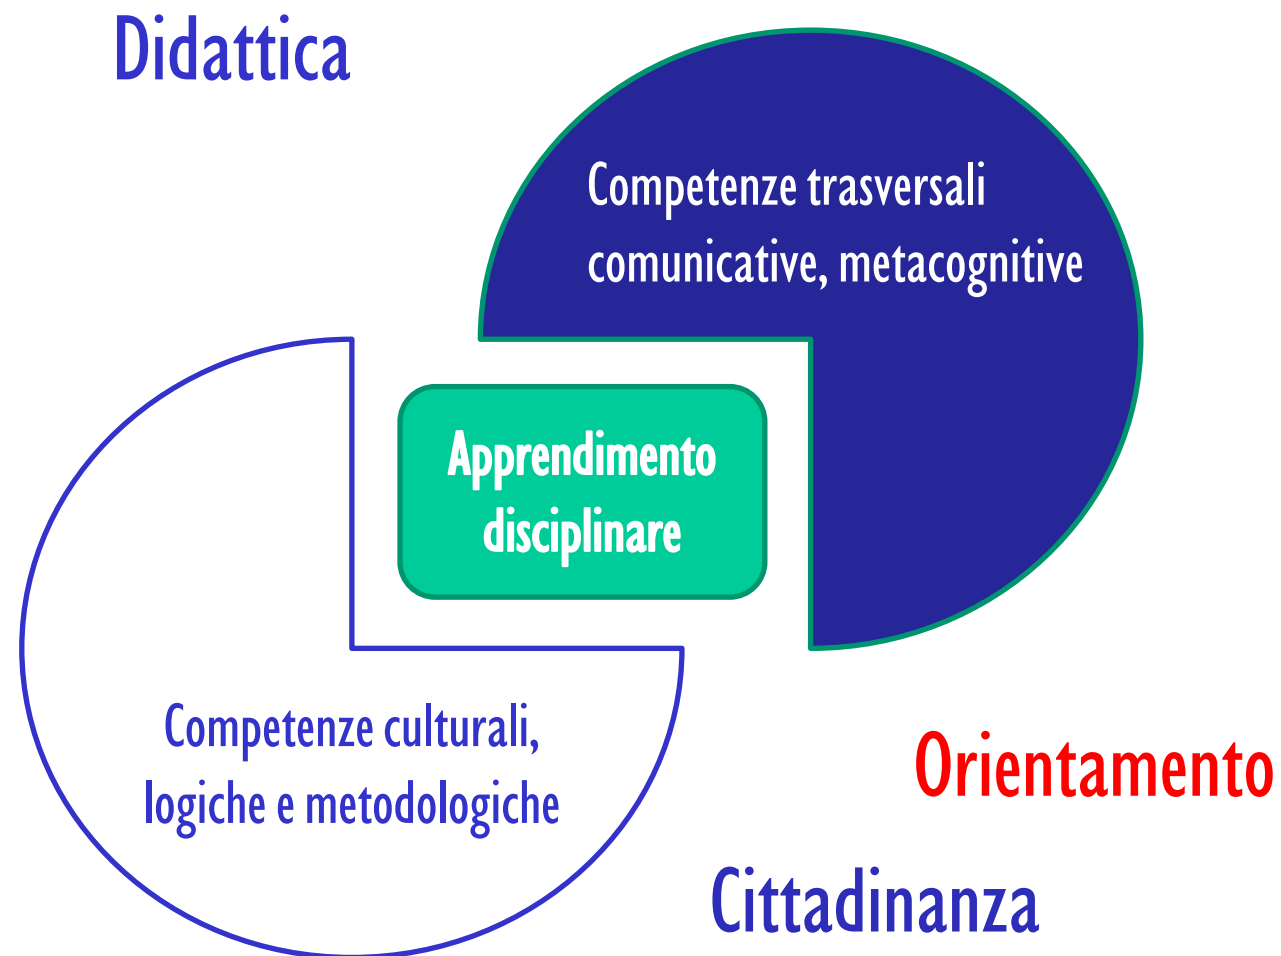 Didattica
Competenze trasversali
comunicative, metacognitive
Apprendimento
disciplinare
Competenze culturali,
logiche e metodologiche
Orientamento
Cittadinanza